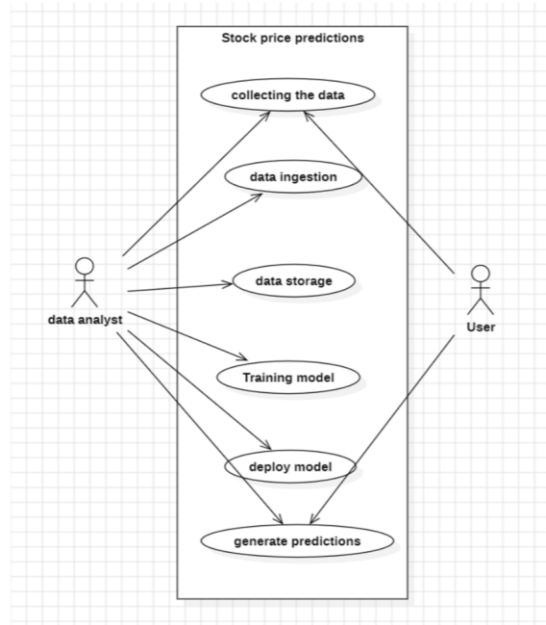 Stock price predictions
collecting the data
data ingestion
data storage
data analyst
User
Training model
deploy model
generate predictions